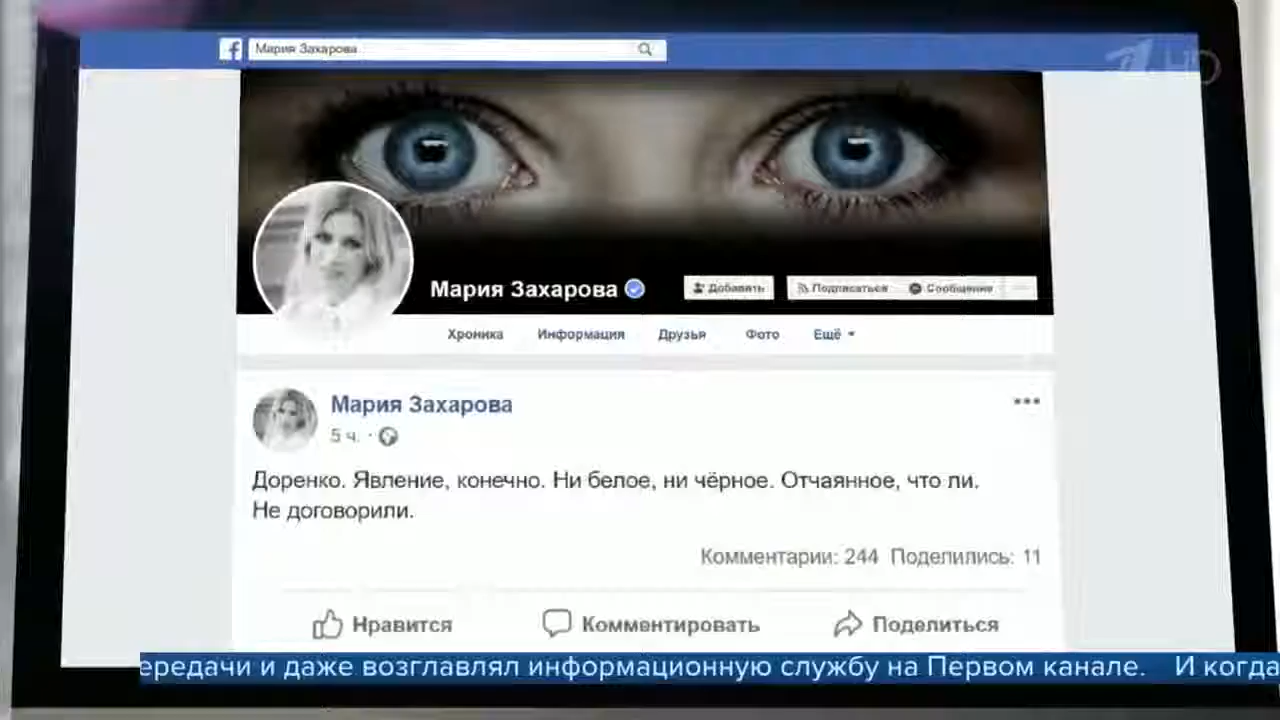 Мария Захарова
HD
Мария Захарова
Добавить
Подписаться
Сообщение
Хроника
Информация
Друзья
Фото
Ещё
Мария Захарова
5 ч.
Доренко. Явление, конечно. Ни белое, ни чёрное. Отчаянное, что ли.
Не договорили.
Комментарии: 244 Поделились: 11
Нравится
Комментировать
Поделиться
ередачи и даже возглавлял информационную службу на Первом канале. И когда